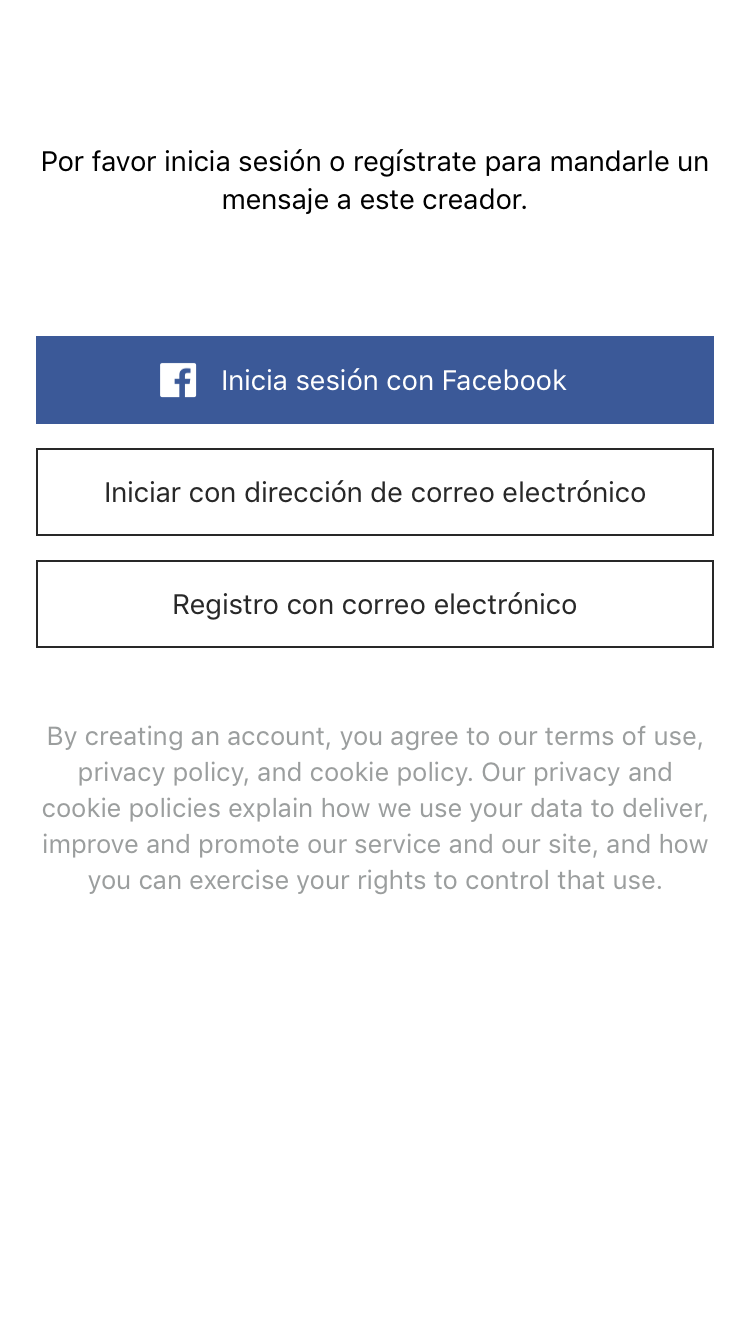 Por favor inicia sesión o regístrate para mandarle un
mensaje a este creador.
Inicia sesión con Facebook
Iniciar con dirección de correo electrónico
Registro con correo electrónico
By creating an account, you agree to our terms of use,
privacy policy, and cookie policy. Our privacy and
cookie policies explain how we use your data to deliver,
improve and promote our service and our site, and how
you can exercise your rights to control that use.